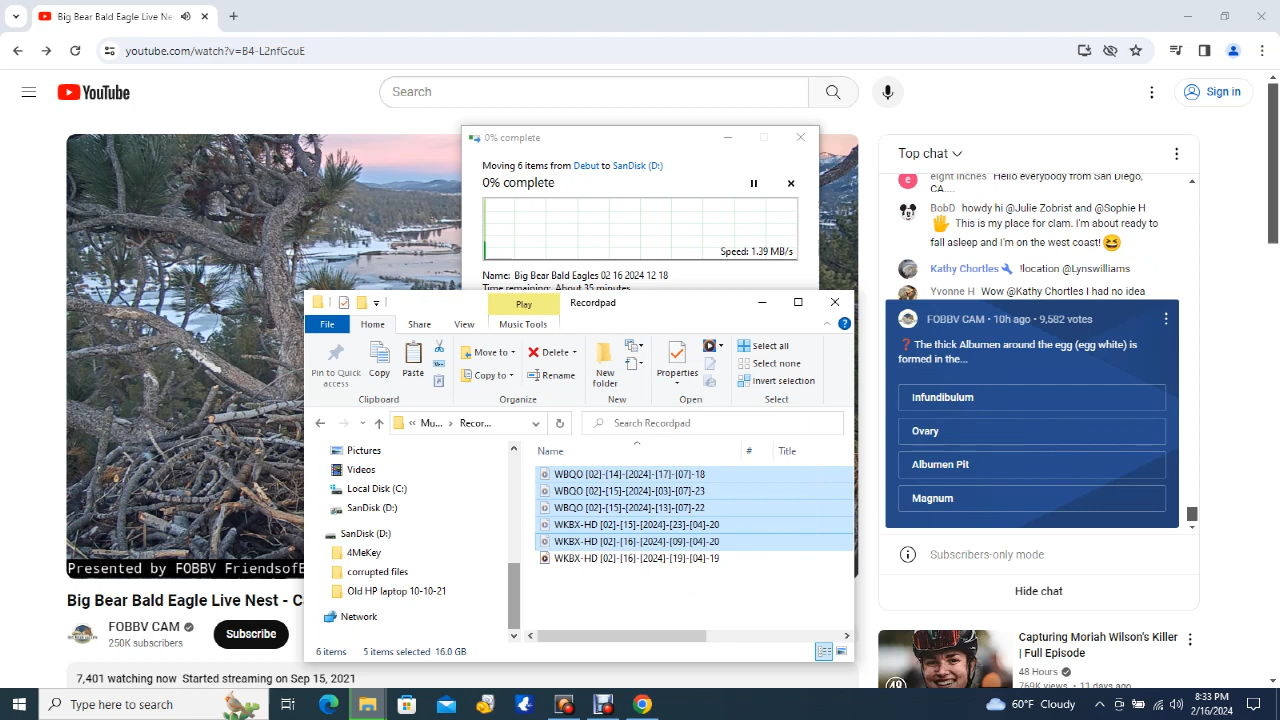 Big Bear Bald Eagle Live Ne
youtube.com/watch?v=B4-L2nfGcuE
YouTube
Search
Sign in
0% complete
Moving 6 items from Debut to SanDisk (D:)
0% complete
Speed: 1.39 MB/s
Name: Big Bear Bald Eagles 02 16 2024 12 18
Time remaining: About 35 minutes
Play
Recordpad
File
Home
Share
View
Music Tools
Pin to Quick access
Copy
Paste
Move to
Copy to
Delete
Rename
New folder
Properties
Select all
Select none
Invert selection
Clipboard
Organize
New
Open
Select
« Mu... › Recor...
Search Recordpad
Pictures
Videos
Local Disk (C:)
SanDisk (D:)
SanDisk (D:)
4MeKey
corrupted files
Old HP laptop 10-10-21
Network
Name
#
Title
WBQO [02]-[14]-[2024]-[17]-[07]-18
WBQO [02]-[15]-[2024]-[03]-[07]-23
WBQO [02]-[15]-[2024]-[13]-[07]-22
WKBX-HD [02]-[15]-[2024]-[23]-[04]-20
WKBX-HD [02]-[16]-[2024]-[09]-[04]-20
WKBX-HD [02]-[16]-[2024]-[19]-[04]-19
6 items
5 items selected 16.0 GB
Presented by FOBBV FriendsofB
Big Bear Bald Eagle Live Nest - C
FOBBV CAM
250K subscribers
Subscribe
7,401 watching now Started streaming on Sep 15, 2021
Top chat
e
eight inches Hello everybody from San Diego,
CA....
BobD howdy hi @Julie Zobrist and @Sophie H
👋 This is my place for clam. I'm about ready to
fall asleep and I'm on the west coast! 😆
Kathy Chortles !location @Lynswilliams
Yvonne H Wow @Kathy Chortles I had no idea
FOBBV CAM • 10h ago • 9,582 votes
❓The thick Albumen around the egg (egg white) is
formed in the...
Infundibulum
Ovary
Albumen Pit
Magnum
Subscribers-only mode
Hide chat
Capturing Moriah Wilson's Killer
| Full Episode
48 Hours
769K views • 11 days ago
48
Type here to search
60°F Cloudy
8:33 PM
2/16/2024